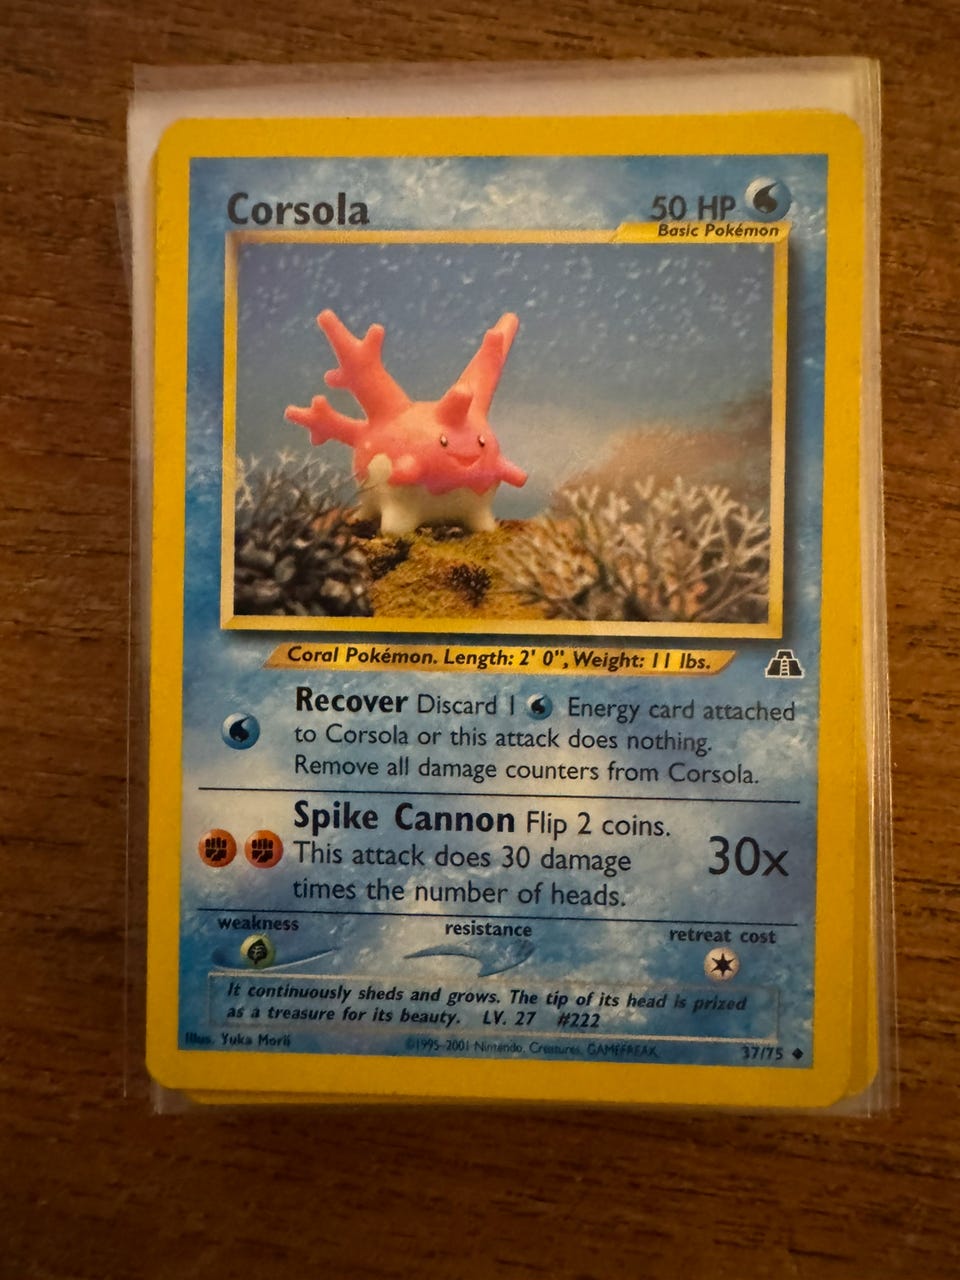 Corsola
50 HP
Basic Pokémon
Coral Pokémon. Length: 2' 0", Weight: 11 lbs.
Recover Discard 1 Energy card attached
to Corsola or this attack does nothing.
Remove all damage counters from Corsola.
Spike Cannon Flip 2 coins.
This attack does 30 damage
times the number of heads.
30x
weakness
resistance
retreat cost
It continuously sheds and grows. The tip of its head is prized
as a treasure for its beauty. LV. 27 #222
Illus. Yuka Morii
©1995-2001 Nintendo, Creatures, GAMEFREAK.
37/75